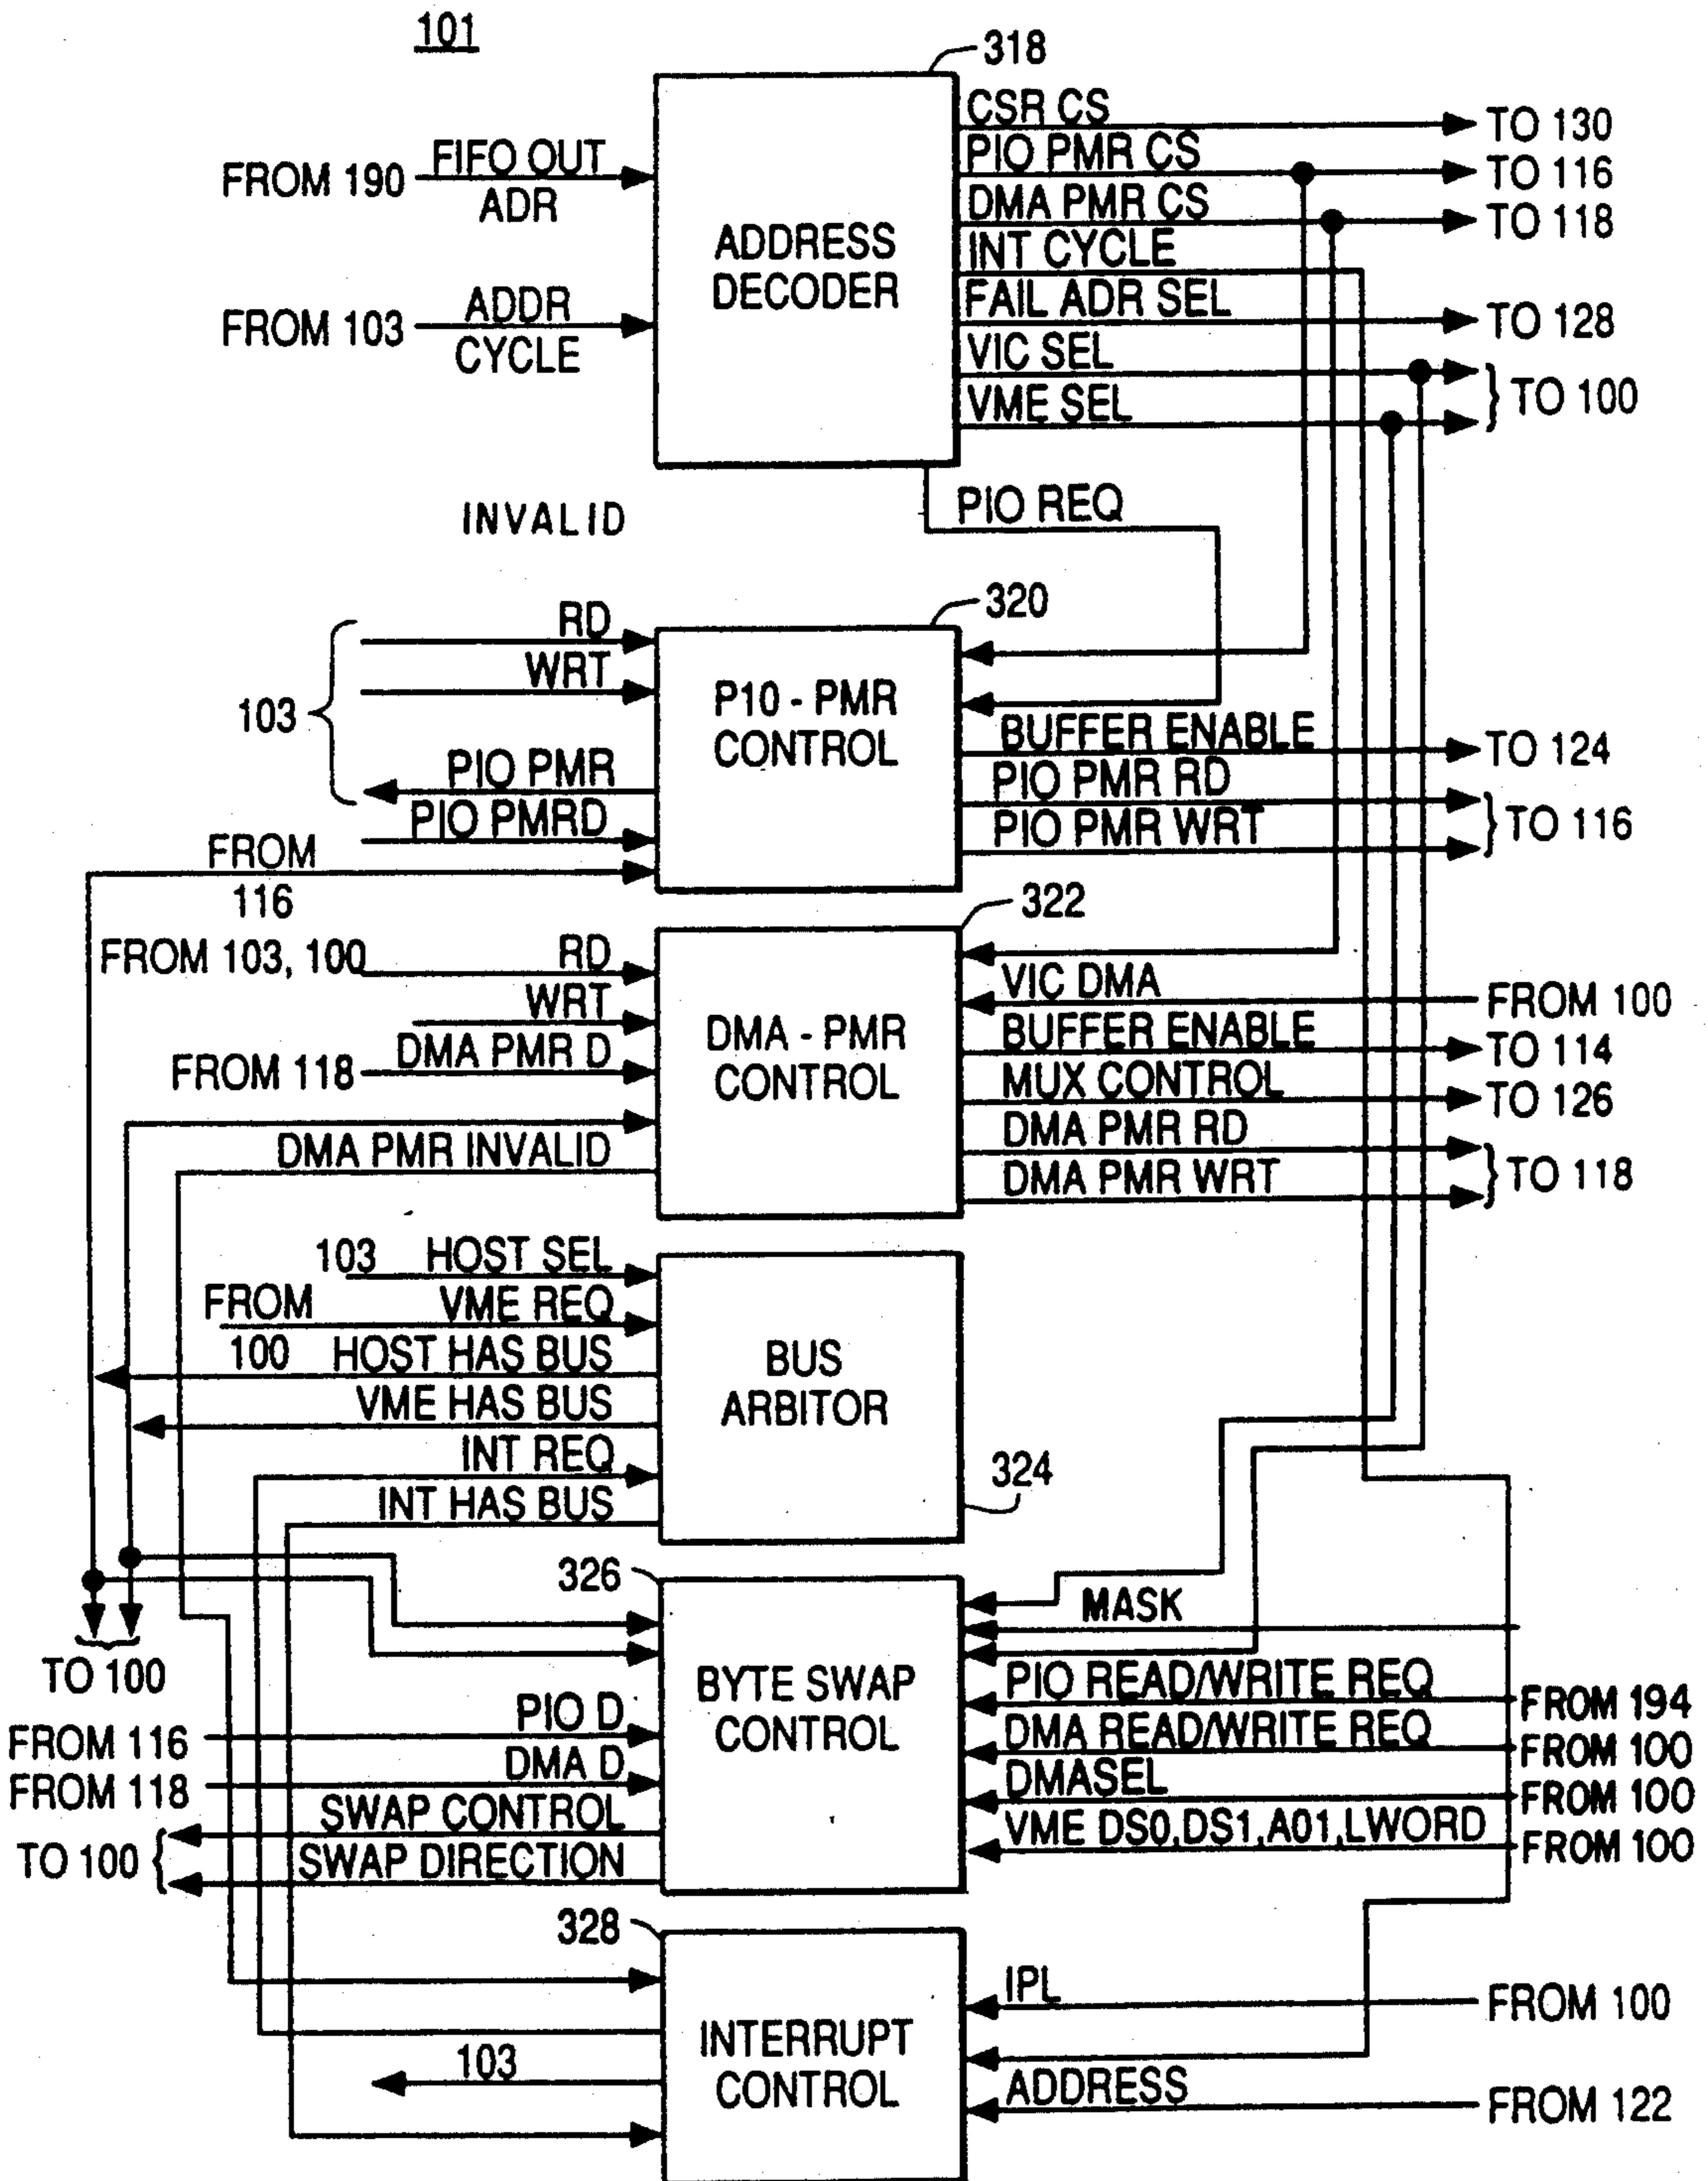 101
318
CSR CS
TO 130
PIO PMR CS
TO 116
FROM 190
FIFO OUT
ADR
DMA PMR CS
TO 118
ADDRESS
DECODER
INT CYCLE
FROM 103
ADDR
CYCLE
FAIL ADR SEL
TO 128
VIC SEL
VME SEL
TO 100
INVALID
PIO REQ
320
103
RD
WRT
P10 - PMR
CONTROL
PIO PMR
PIO PMRD
FROM
116
BUFFER ENABLE
TO 124
PIO PMR RD
PIO PMR WRT
TO 116
322
FROM 103, 100
RD
WRT
FROM 118
DMA PMR D
DMA PMR INVALID
DMA - PMR
CONTROL
VIC DMA
FROM 100
BUFFER ENABLE
TO 114
MUX CONTROL
TO 126
DMA PMR RD
DMA PMR WRT
TO 118
103
HOST SEL
FROM
100
VME REQ
HOST HAS BUS
VME HAS BUS
INT REQ
INT HAS BUS
BUS
ARBITOR
324
326
TO 100
BYTE SWAP
CONTROL
FROM 116
PIO D
FROM 118
DMA D
TO 100
SWAP CONTROL
SWAP DIRECTION
MASK
PIO READ/WRITE REQ
FROM 194
DMA READ/WRITE REQ
FROM 100
DMASEL
FROM 100
VME DS0,DS1,A01,LWORD
FROM 100
328
INTERRUPT
CONTROL
103
IPL
FROM 100
ADDRESS
FROM 122